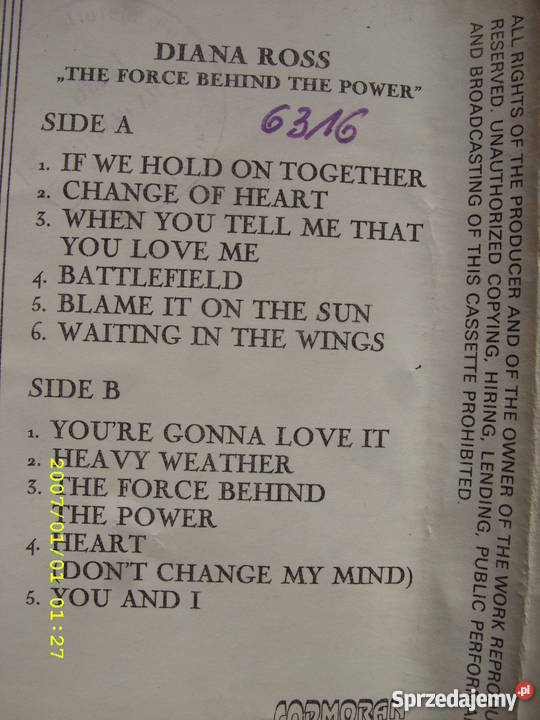 DIANA ROSS
„THE FORCE BEHIND THE POWER”
SIDE A
6316
1. IF WE HOLD ON TOGETHER
2. CHANGE OF HEART
3. WHEN YOU TELL ME THAT
YOU LOVE ME
4. BATTLEFIELD
5. BLAME IT ON THE SUN
6. WAITING IN THE WINGS
SIDE B
1. YOU'RE GONNA LOVE IT
2. HEAVY WEATHER
3. THE FORCE BEHIND
THE POWER
4. HEART
(DON'T CHANGE MY MIND)
5. YOU AND I
ALL RIGHTS OF THE PRODUCER AND OF THE OWNER OF THE WORK
RESERVED. UNAUTHORIZED COPYING, HIRING, LENDING, PUBLIC
AND BROADCASTING OF THIS CASSETTE PROHIBITED.
2007/01/01 01:27
CORMORAN
Sprzedajemy.pl